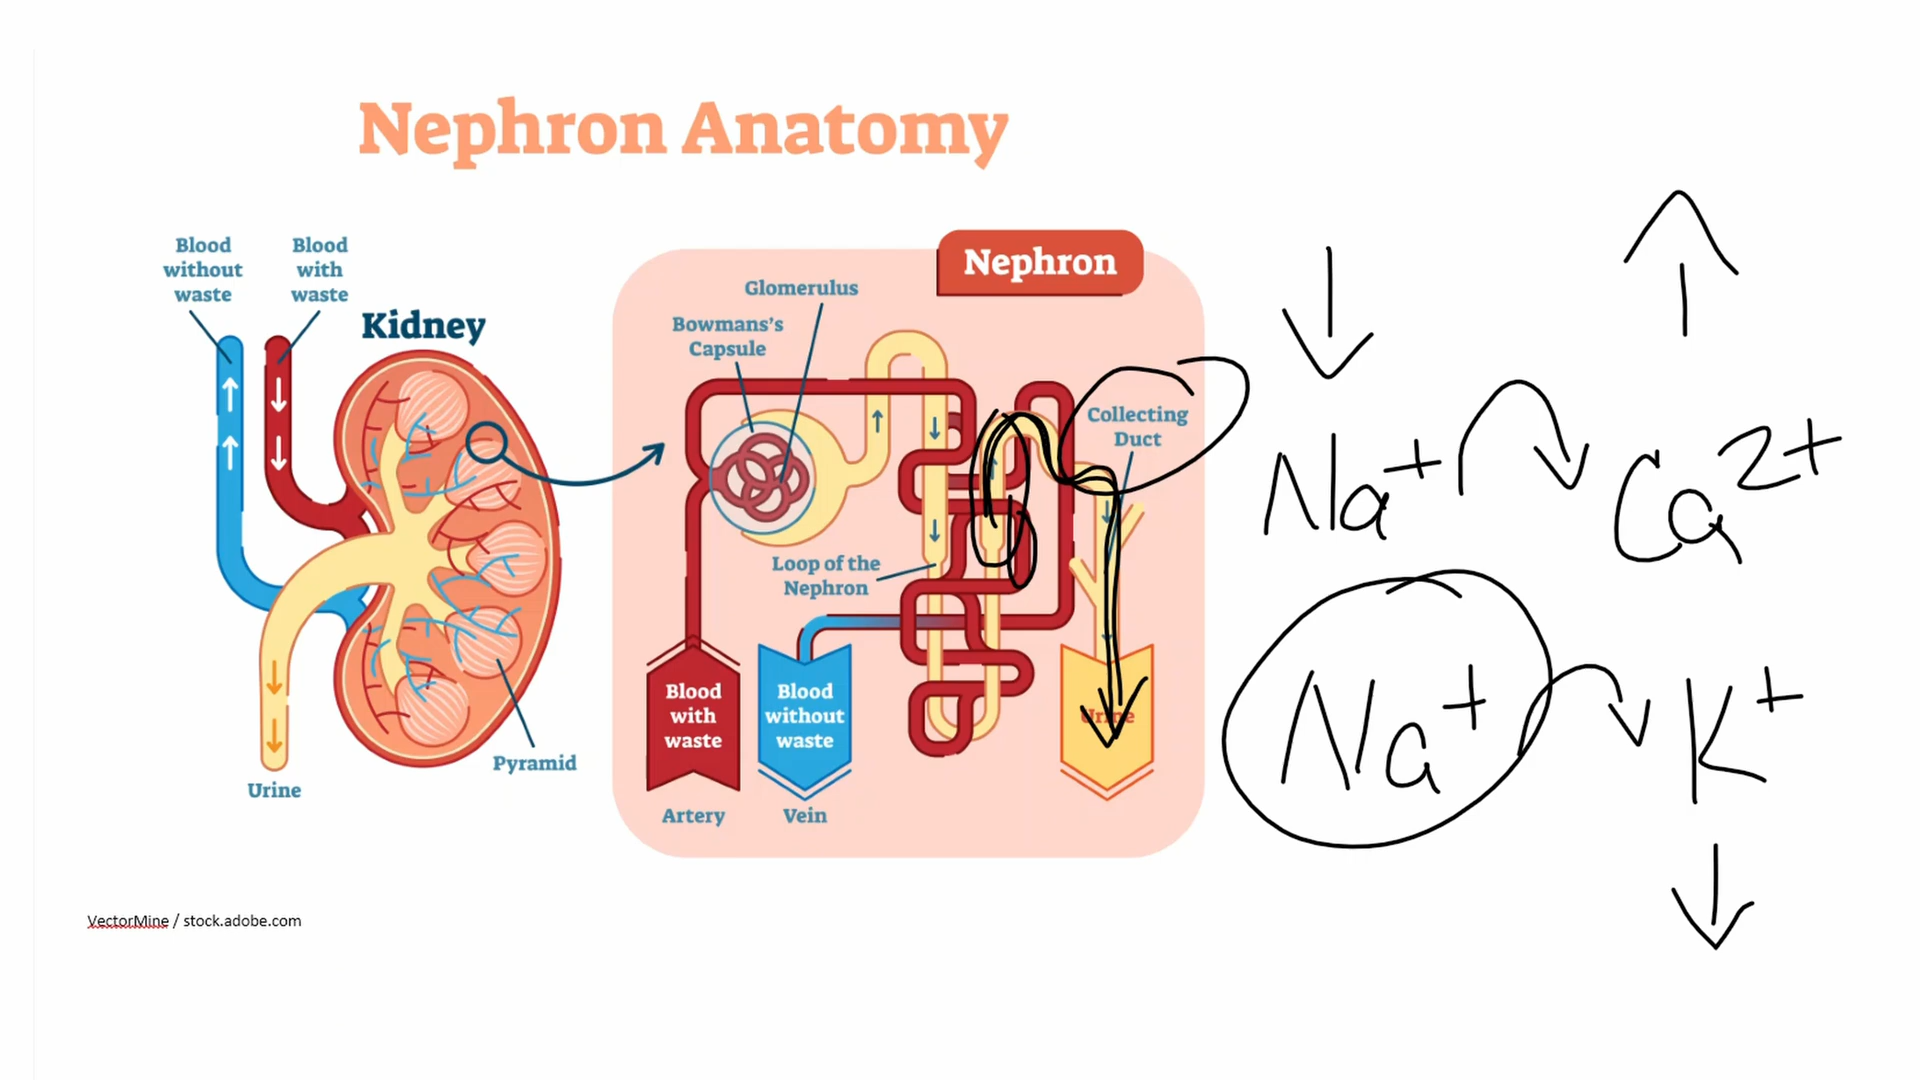 Nephron Anatomy
Blood
without
waste
Blood
with
waste
Kidney
Pyramid
Urine
Nephron
Glomerulus
Bowmans's
Capsule
Collecting
Duct
Loop of the
Nephron
Blood
with
waste
Artery
Blood
without
waste
Vein
Urine
Na+
Ca2+
Na+
K+
VectorMine / stock.adobe.com